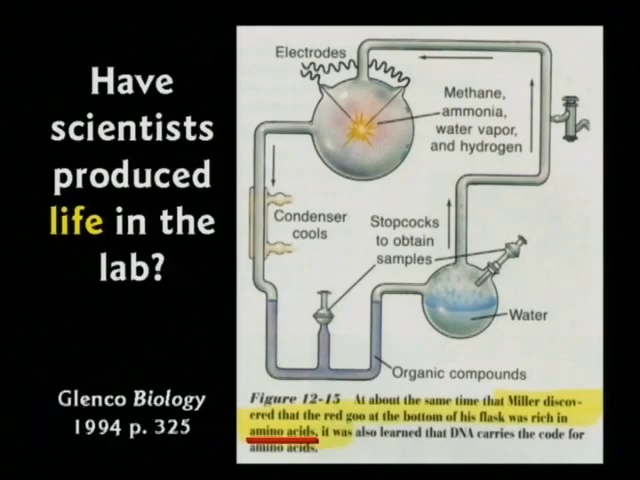 Have
scientists
produced
life in the
lab?
Glenco Biology
1994 p. 325
Electrodes
Methane,
ammonia,
water vapor,
and hydrogen
Condenser
cools
Stopcocks
to obtain
samples
Water
Organic compounds
Figure 12-15 At about the same time that Miller discov-
ered that the red goo at the bottom of his flask was rich in
amino acids, it was also learned that DNA carries the code for
amino acids.